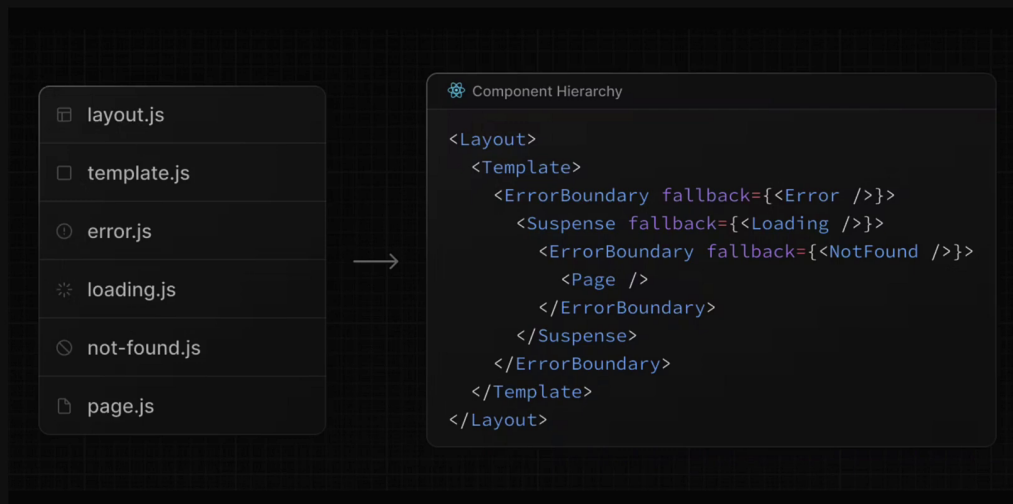 layout.js
template.js
error.js
loading.js
not-found.js
page.js
Component Hierarchy
<Layout>
<Template>
<ErrorBoundary fallback={<Error />}>
<Suspense fallback={<Loading />}>
<ErrorBoundary fallback={<NotFound />}>
<Page />
</ErrorBoundary>
</Suspense>
</ErrorBoundary>
</Template>
</Layout>